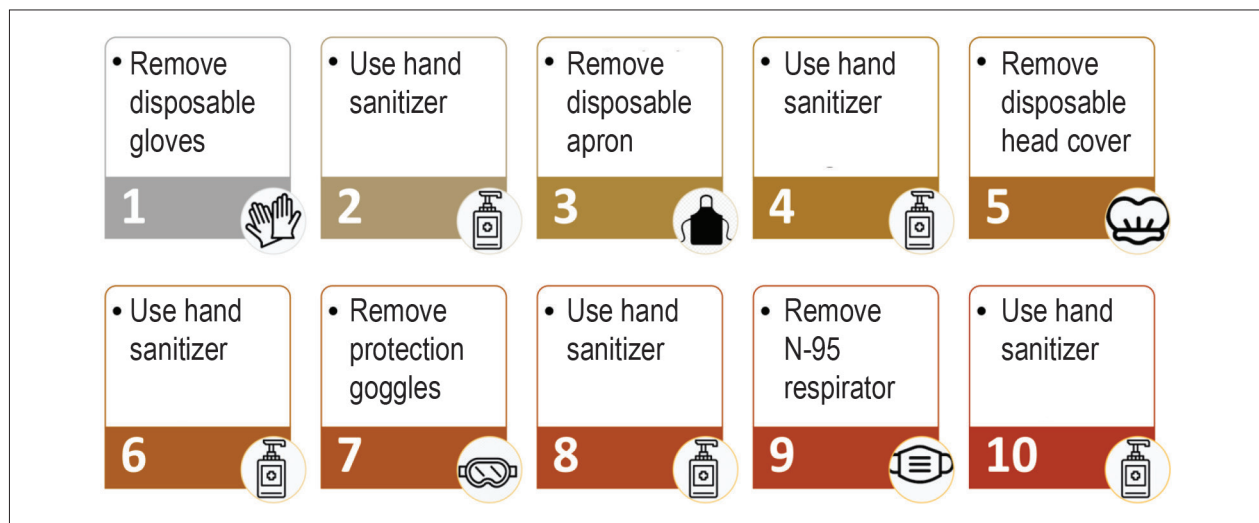 • Remove
disposable
gloves
1
• Use hand
sanitizer
2
• Remove
disposable
apron
3
• Use hand
sanitizer
4
• Remove
disposable
head cover
5
• Use hand
sanitizer
6
• Remove
protection
goggles
7
• Use hand
sanitizer
8
• Remove
N-95
respirator
9
• Use hand
sanitizer
10